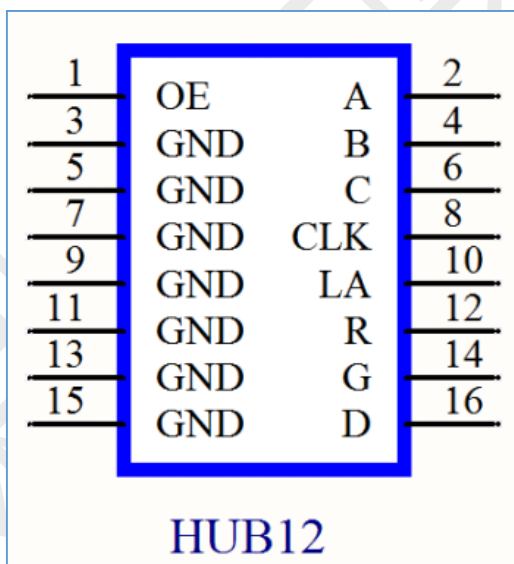 1 OE A 2
3 GND B 4
5 GND C 6
7 GND CLK 8
9 GND LA 10
11 GND R 12
13 GND G 14
15 GND D 16
HUB12